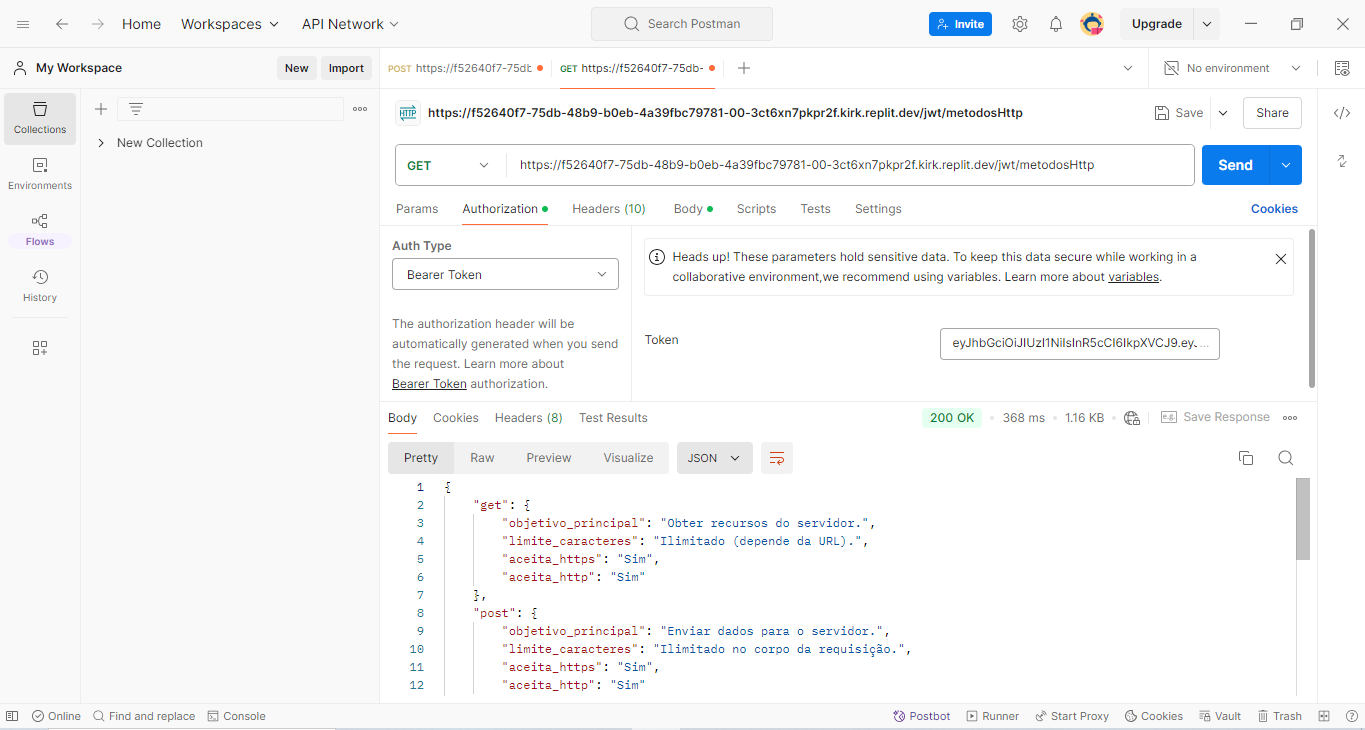 Home Workspaces API Network Search Postman Invite Upgrade
My Workspace New Import POST https://f52640f7-75db GET https://f52640f7-75db- No environment
Collections
Environments
Flows
History
New Collection
HTTP https://f52640f7-75db-48b9-b0eb-4a39fbc79781-00-3ct6xn7pkpr2f.kirk.replit.dev/jwt/metodosHttp Save Share
GET https://f52640f7-75db-48b9-b0eb-4a39fbc79781-00-3ct6xn7pkpr2f.kirk.replit.dev/jwt/metodosHttp Send
Params Authorization Headers (10) Body Scripts Tests Settings Cookies
Auth Type
Bearer Token
The authorization header will be
automatically generated when you send
the request. Learn more about
Bearer Token authorization.
Heads up! These parameters hold sensitive data. To keep this data secure while working in a
collaborative environment,we recommend using variables. Learn more about variables.
Token eyJhbGciOiJIUzI1NiIsInR5cCI6IkpXVCJ9.ey. ...
Body Cookies Headers (8) Test Results 200 OK 368 ms 1.16 KB e.g. Save Response
Pretty Raw Preview Visualize JSON
1 {
2 "get": {
3 "objetivo_principal": "Obter recursos do servidor.",
4 "limite_caracteres": "Ilimitado (depende da URL).",
5 "aceita_https": "Sim",
6 "aceita_http": "Sim"
7 },
8 "post": {
9 "objetivo_principal": "Enviar dados para o servidor.",
10 "limite_caracteres": "Ilimitado no corpo da requisição.",
11 "aceita_https": "Sim",
12 "aceita_http": "Sim"
Online Find and replace Console Postbot Runner Start Proxy Cookies Vault Trash